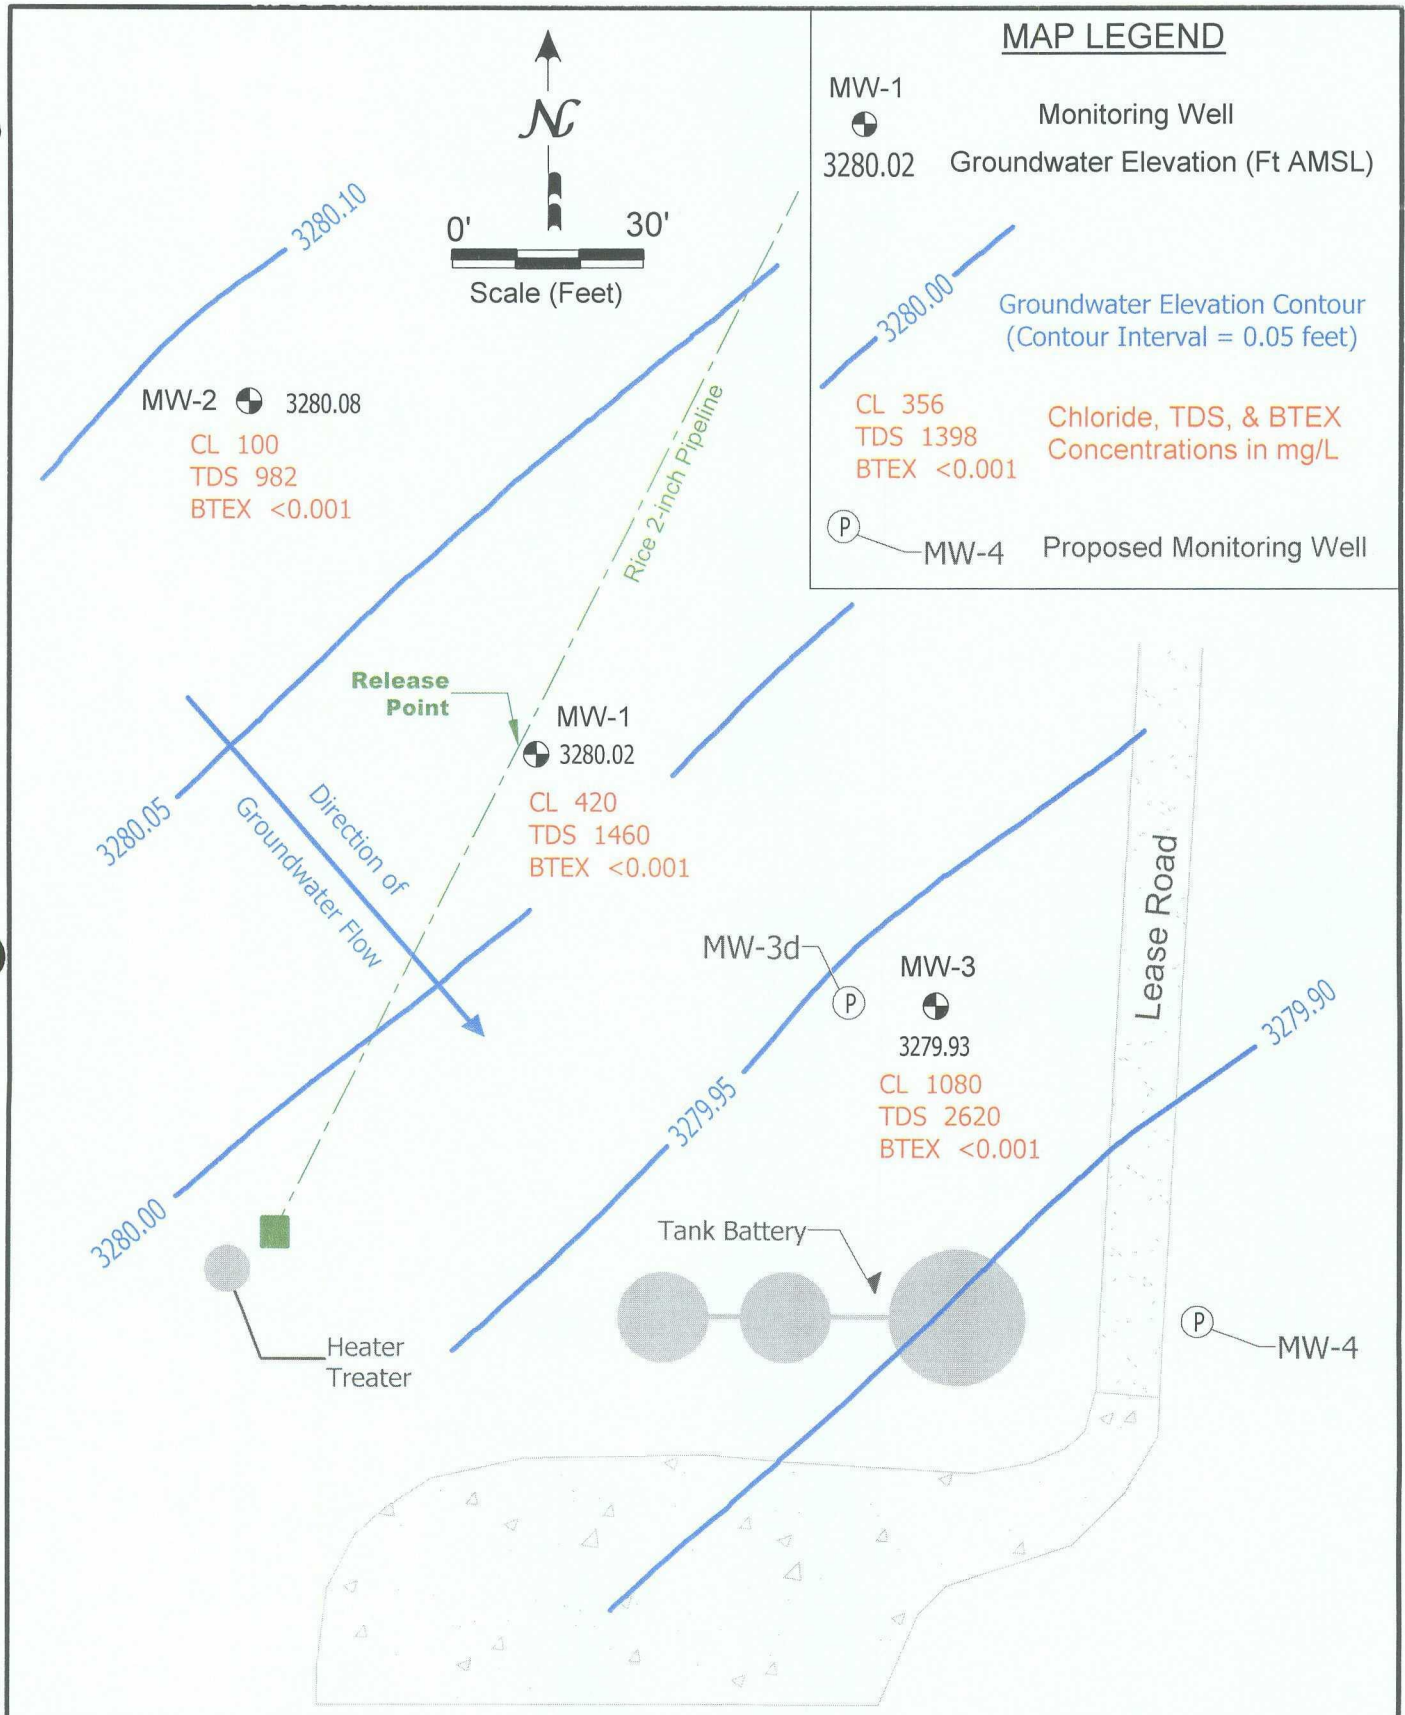 MAP LEGEND
MW-1
Monitoring Well
3280.02
Groundwater Elevation (Ft AMSL)
3280.00
Groundwater Elevation Contour
(Contour Interval = 0.05 feet)
CL 356
TDS 1398
BTEX <0.001
Chloride, TDS, & BTEX
Concentrations in mg/L
P
MW-4
Proposed Monitoring Well
N
0'
30'
Scale (Feet)
3280.10
MW-2
3280.08
CL 100
TDS 982
BTEX <0.001
Rice 2-inch Pipeline
Release
Point
MW-1
3280.02
CL 420
TDS 1460
BTEX <0.001
3280.05
Direction of
Groundwater Flow
MW-3d
P
MW-3
3279.93
CL 1080
TDS 2620
BTEX <0.001
Lease Road
3279.90
3279.95
3280.00
Tank Battery
Heater
Treater
P
MW-4